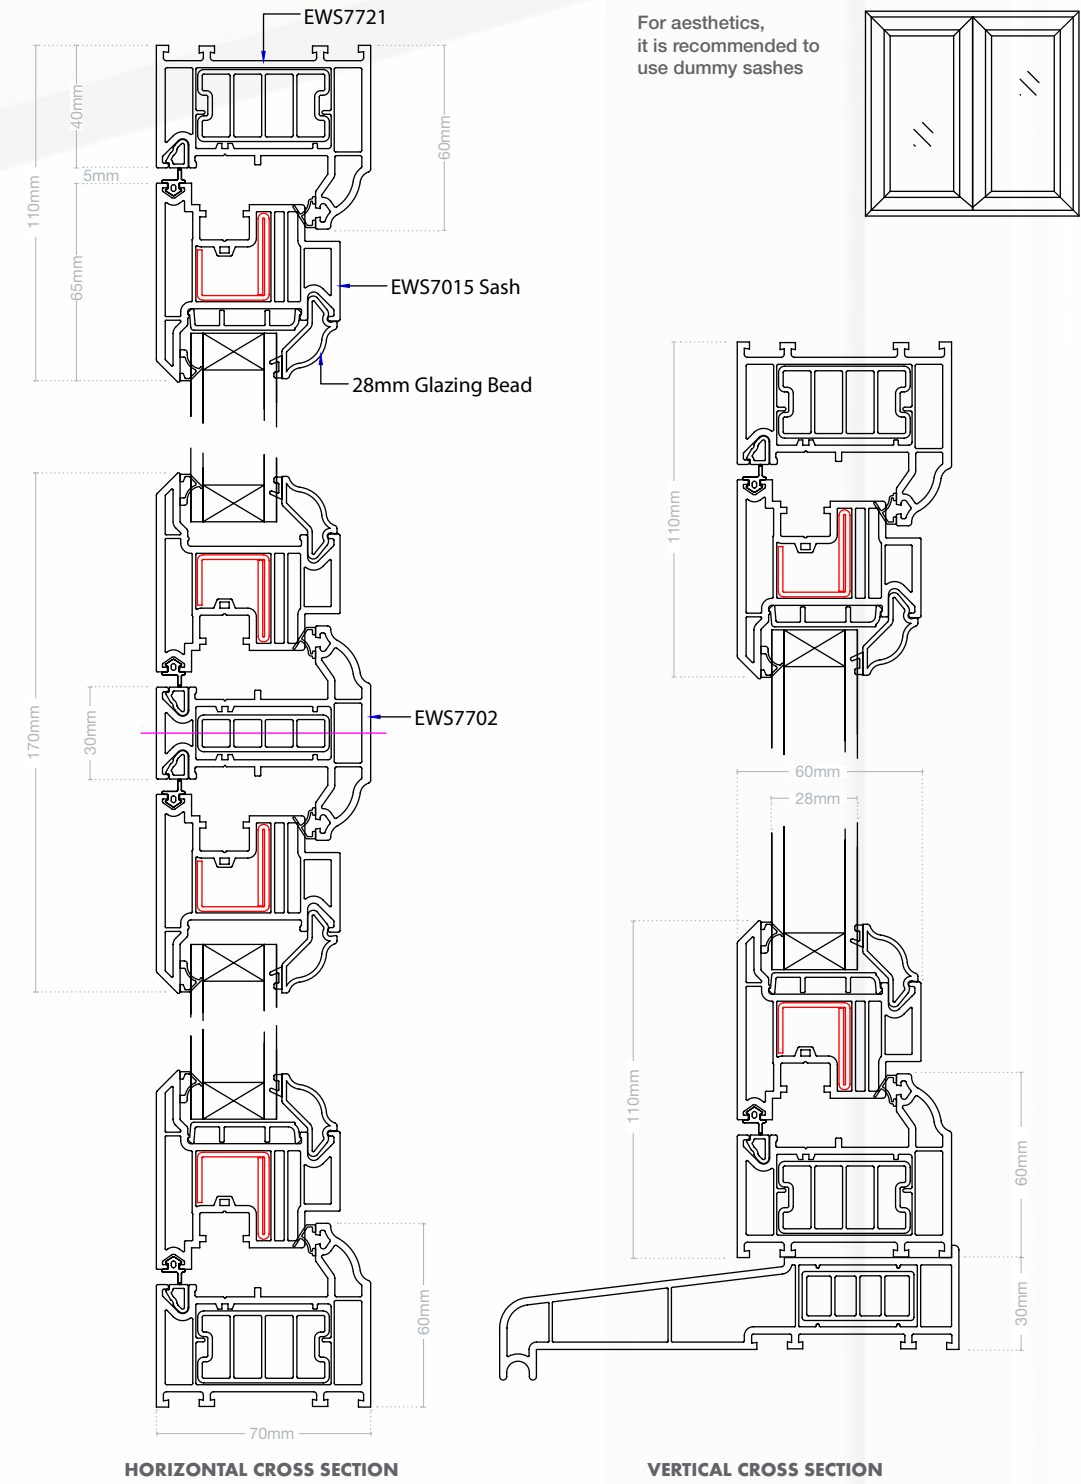 EWS7721
For aesthetics,
it is recommended to
use dummy sashes
40mm
60mm
5mm
110mm
65mm
EWS7015 Sash
28mm Glazing Bead
110mm
170mm
30mm
EWS7702
60mm
28mm
110mm
60mm
60mm
30mm
70mm
HORIZONTAL CROSS SECTION
VERTICAL CROSS SECTION